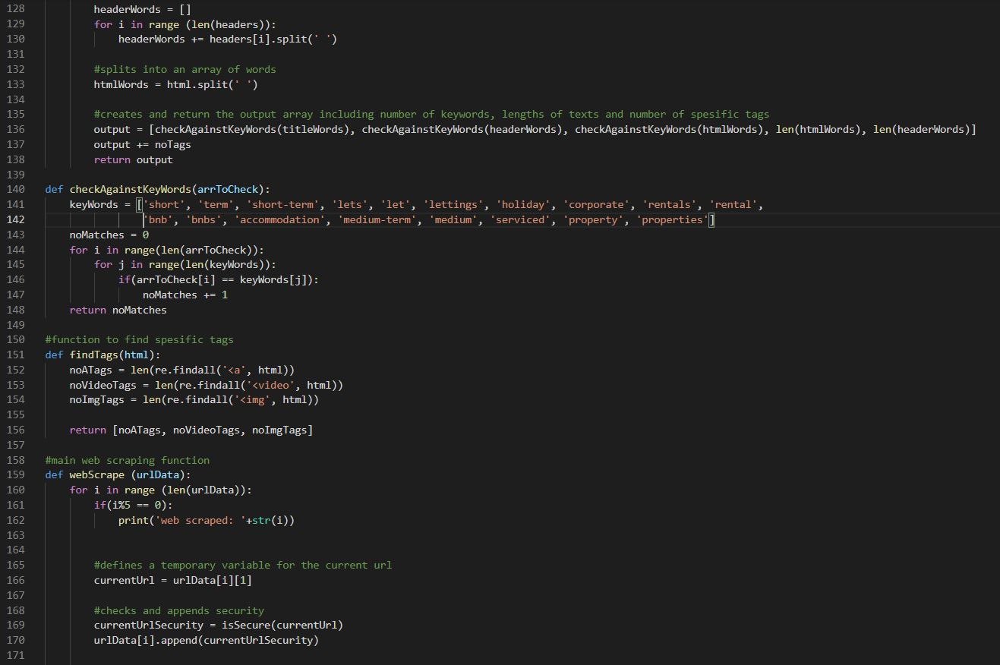 128 headerWords = []
129 for i in range (len(headers)):
130 headerWords += headers[i].split(' ')
131
132 #splits into an array of words
133 htmlWords = html.split(' ')
134
135 #creates and return the output array including number of keywords, lengths of texts and number of spesific tags
136 output = [checkAgainstKeyWords(titleWords), checkAgainstKeyWords(headerWords), checkAgainstKeyWords(htmlWords), len(htmlWords), len(headerWords)]
137 output += noTags
138 return output
139
140 def checkAgainstKeyWords(arrToCheck):
141 keyWords = ['short', 'term', 'short-term', 'lets', 'let', 'lettings', 'holiday', 'corporate', 'rentals', 'rental',
142 'bnb', 'bnbs', 'accommodation', 'medium-term', 'medium', 'serviced', 'property', 'properties']
143 noMatches = 0
144 for i in range(len(arrToCheck)):
145 for j in range(len(keyWords)):
146 if(arrToCheck[i] == keyWords[j]):
147 noMatches += 1
148 return noMatches
149
150 #function to find spesific tags
151 def findTags(html):
152 noATags = len(re.findall('<a', html))
153 noVideoTags = len(re.findall('<video', html))
154 noImgTags = len(re.findall('<img', html))
155
156 return [noATags, noVideoTags, noImgTags]
157
158 #main web scraping function
159 def webScrape (urlData):
160 for i in range (len(urlData)):
161 if(i%5 == 0):
162 print('web scraped: '+str(i))
163
164
165 #defines a temporary variable for the current url
166 currentUrl = urlData[i][1]
167
168 #checks and appends security
169 currentUrlSecurity = isSecure(currentUrl)
170 urlData[i].append(currentUrlSecurity)
171